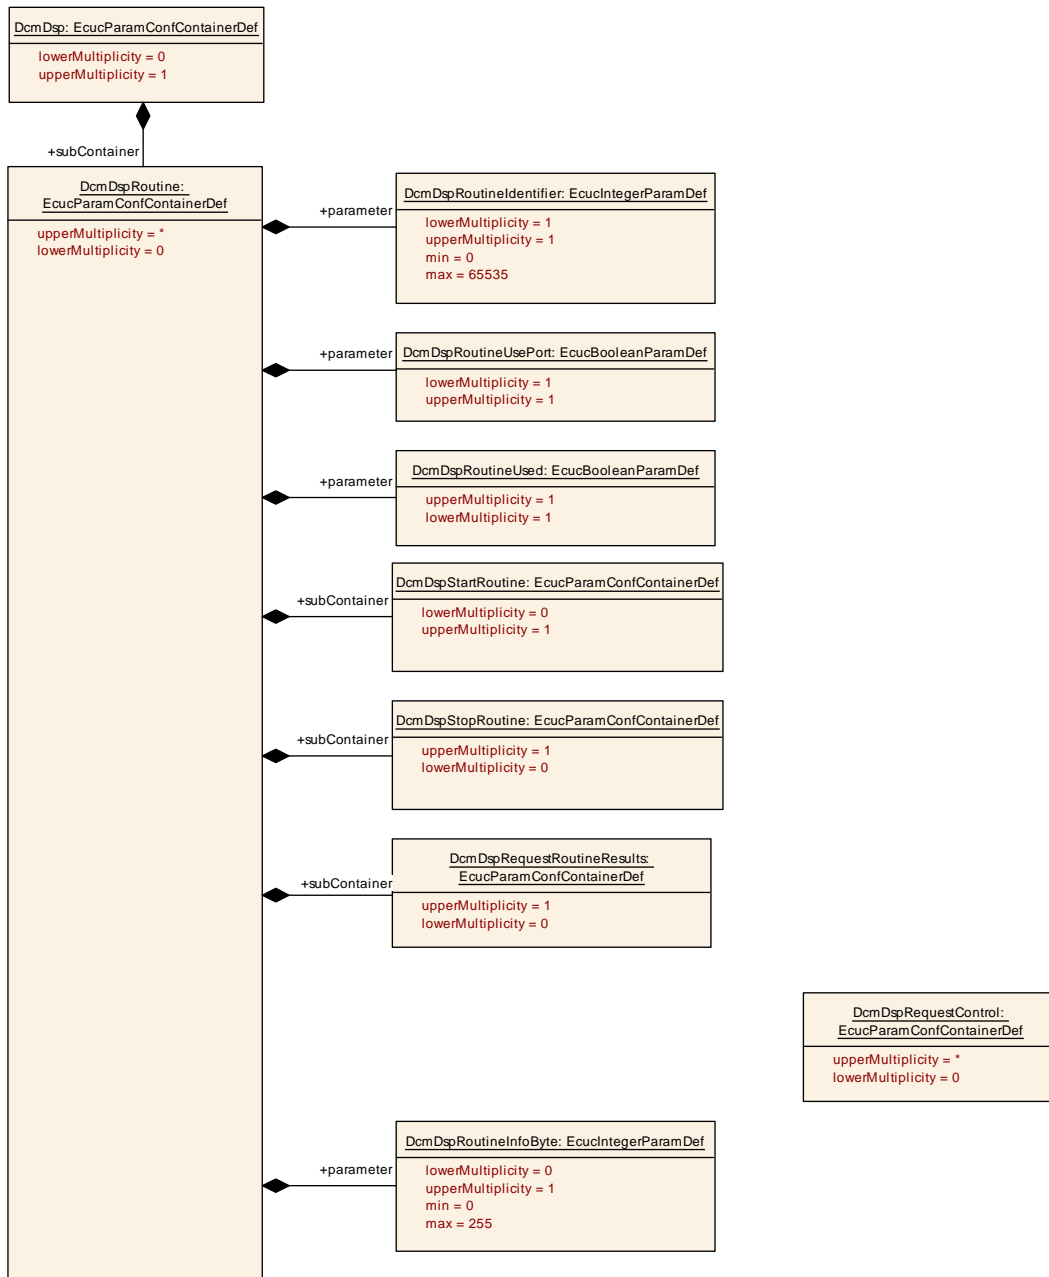 DcmDsp: EcucParamConfContainerDef
lowerMultiplicity = 0
upperMultiplicity = 1
+subContainer
DcmDspRoutine:
EcucParamConfContainerDef
upperMultiplicity = *
lowerMultiplicity = 0
+parameter
DcmDspRoutineIdentifier: EcucIntegerParamDef
lowerMultiplicity = 1
upperMultiplicity = 1
min = 0
max = 65535
+parameter
DcmDspRoutineUsePort: EcucBooleanParamDef
lowerMultiplicity = 1
upperMultiplicity = 1
+parameter
DcmDspRoutineUsed: EcucBooleanParamDef
upperMultiplicity = 1
lowerMultiplicity = 1
+subContainer
DcmDspStartRoutine: EcucParamConfContainerDef
lowerMultiplicity = 0
upperMultiplicity = 1
+subContainer
DcmDspStopRoutine: EcucParamConfContainerDef
upperMultiplicity = 1
lowerMultiplicity = 0
+subContainer
DcmDspRequestRoutineResults:
EcucParamConfContainerDef
upperMultiplicity = 1
lowerMultiplicity = 0
DcmDspRequestControl:
EcucParamConfContainerDef
upperMultiplicity = *
lowerMultiplicity = 0
+parameter
DcmDspRoutineInfoByte: EcucIntegerParamDef
lowerMultiplicity = 0
upperMultiplicity = 1
min = 0
max = 255